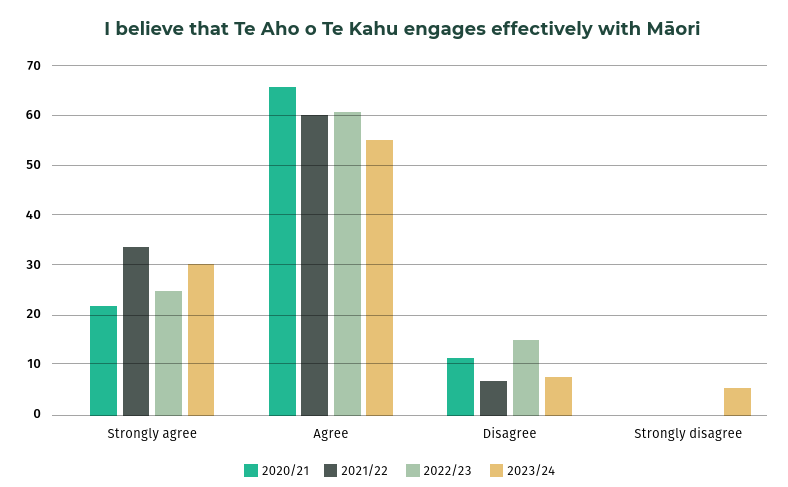 I believe that Te Aho o Te Kahu engages effectively with Māori
70
60
50
40
30
20
10
0
Strongly agree Agree Disagree Strongly disagree
2020/21 2021/22 2022/23 2023/24